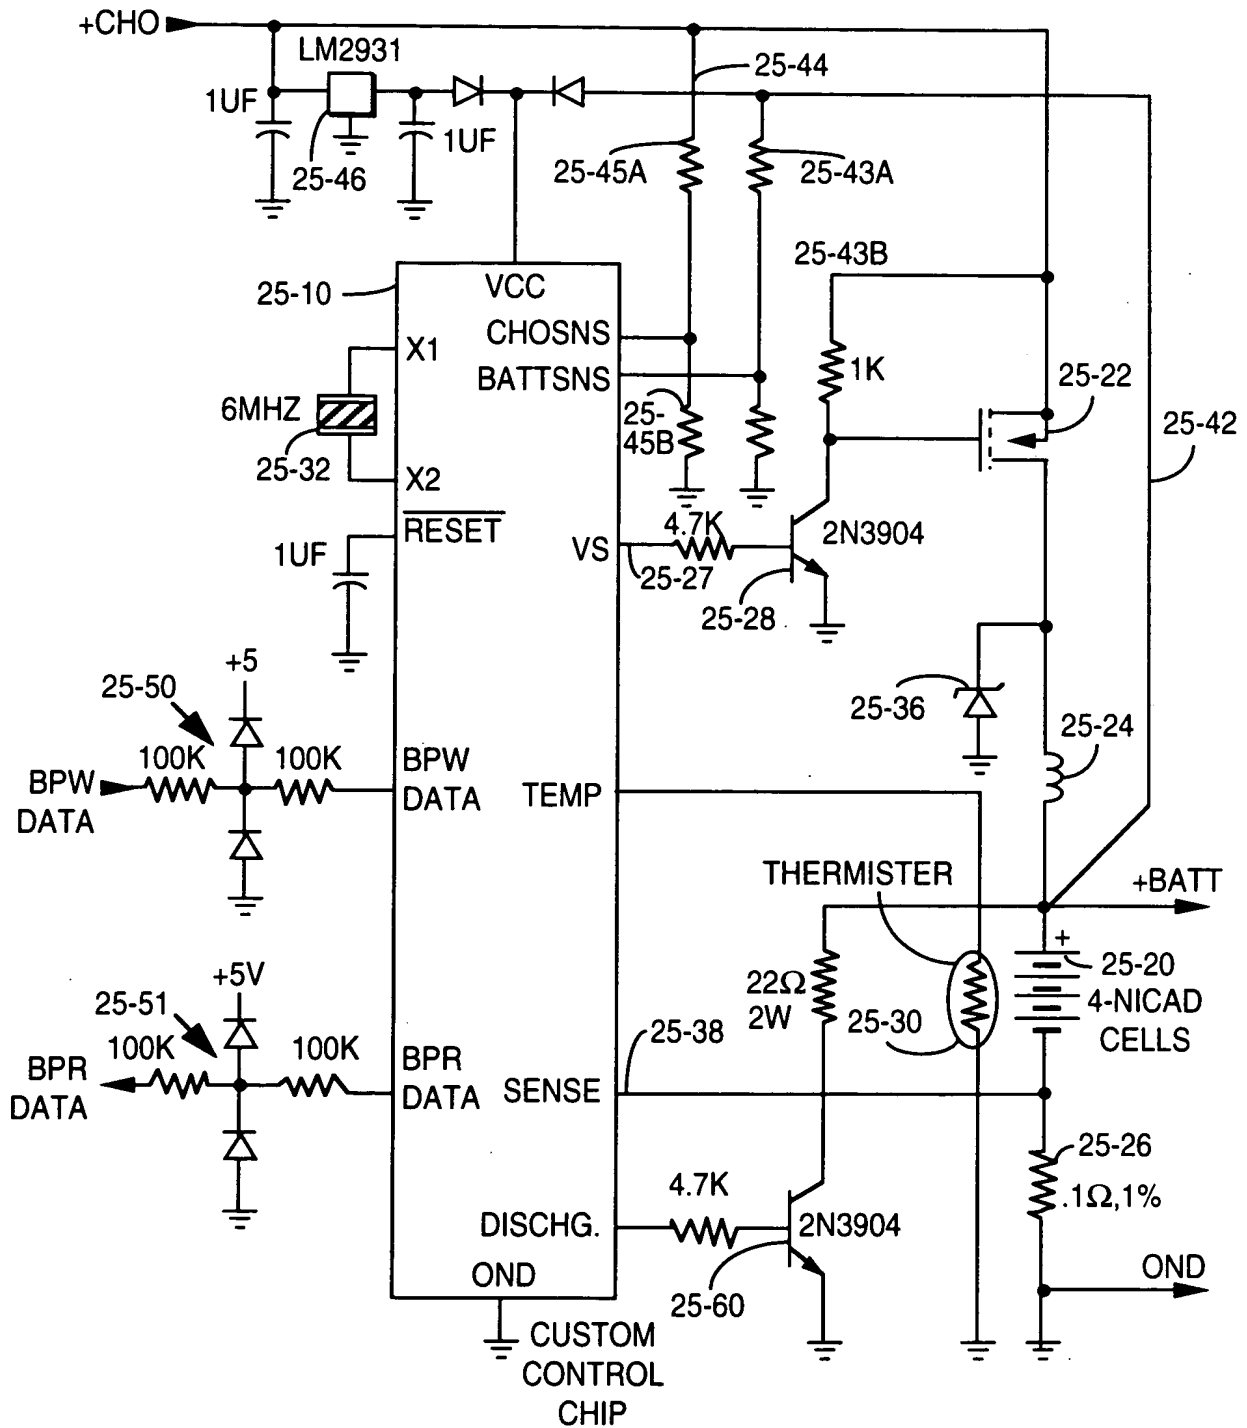 +CHO
LM2931
25-44
1UF
1UF
25-46
25-45A
25-43A
25-43B
25-10
VCC
CHOSNS
X1
BATTSNS
1K
25-22
6MHZ
25-
45B
25-42
25-32
X2
RESET
4.7K
2N3904
1UF
VS
25-27
25-28
+5
25-50
25-36
25-24
100K
100K
BPW
DATA
BPW
DATA
TEMP
THERMISTER
+BATT
+
+5V
25-51
22Ω
2W
25-20
4-NICAD
CELLS
25-38
25-30
100K
100K
BPR
DATA
BPR
DATA
SENSE
25-26
.1Ω,1%
4.7K
DISCHG.
2N3904
OND
25-60
OND
CUSTOM
CONTROL
CHIP